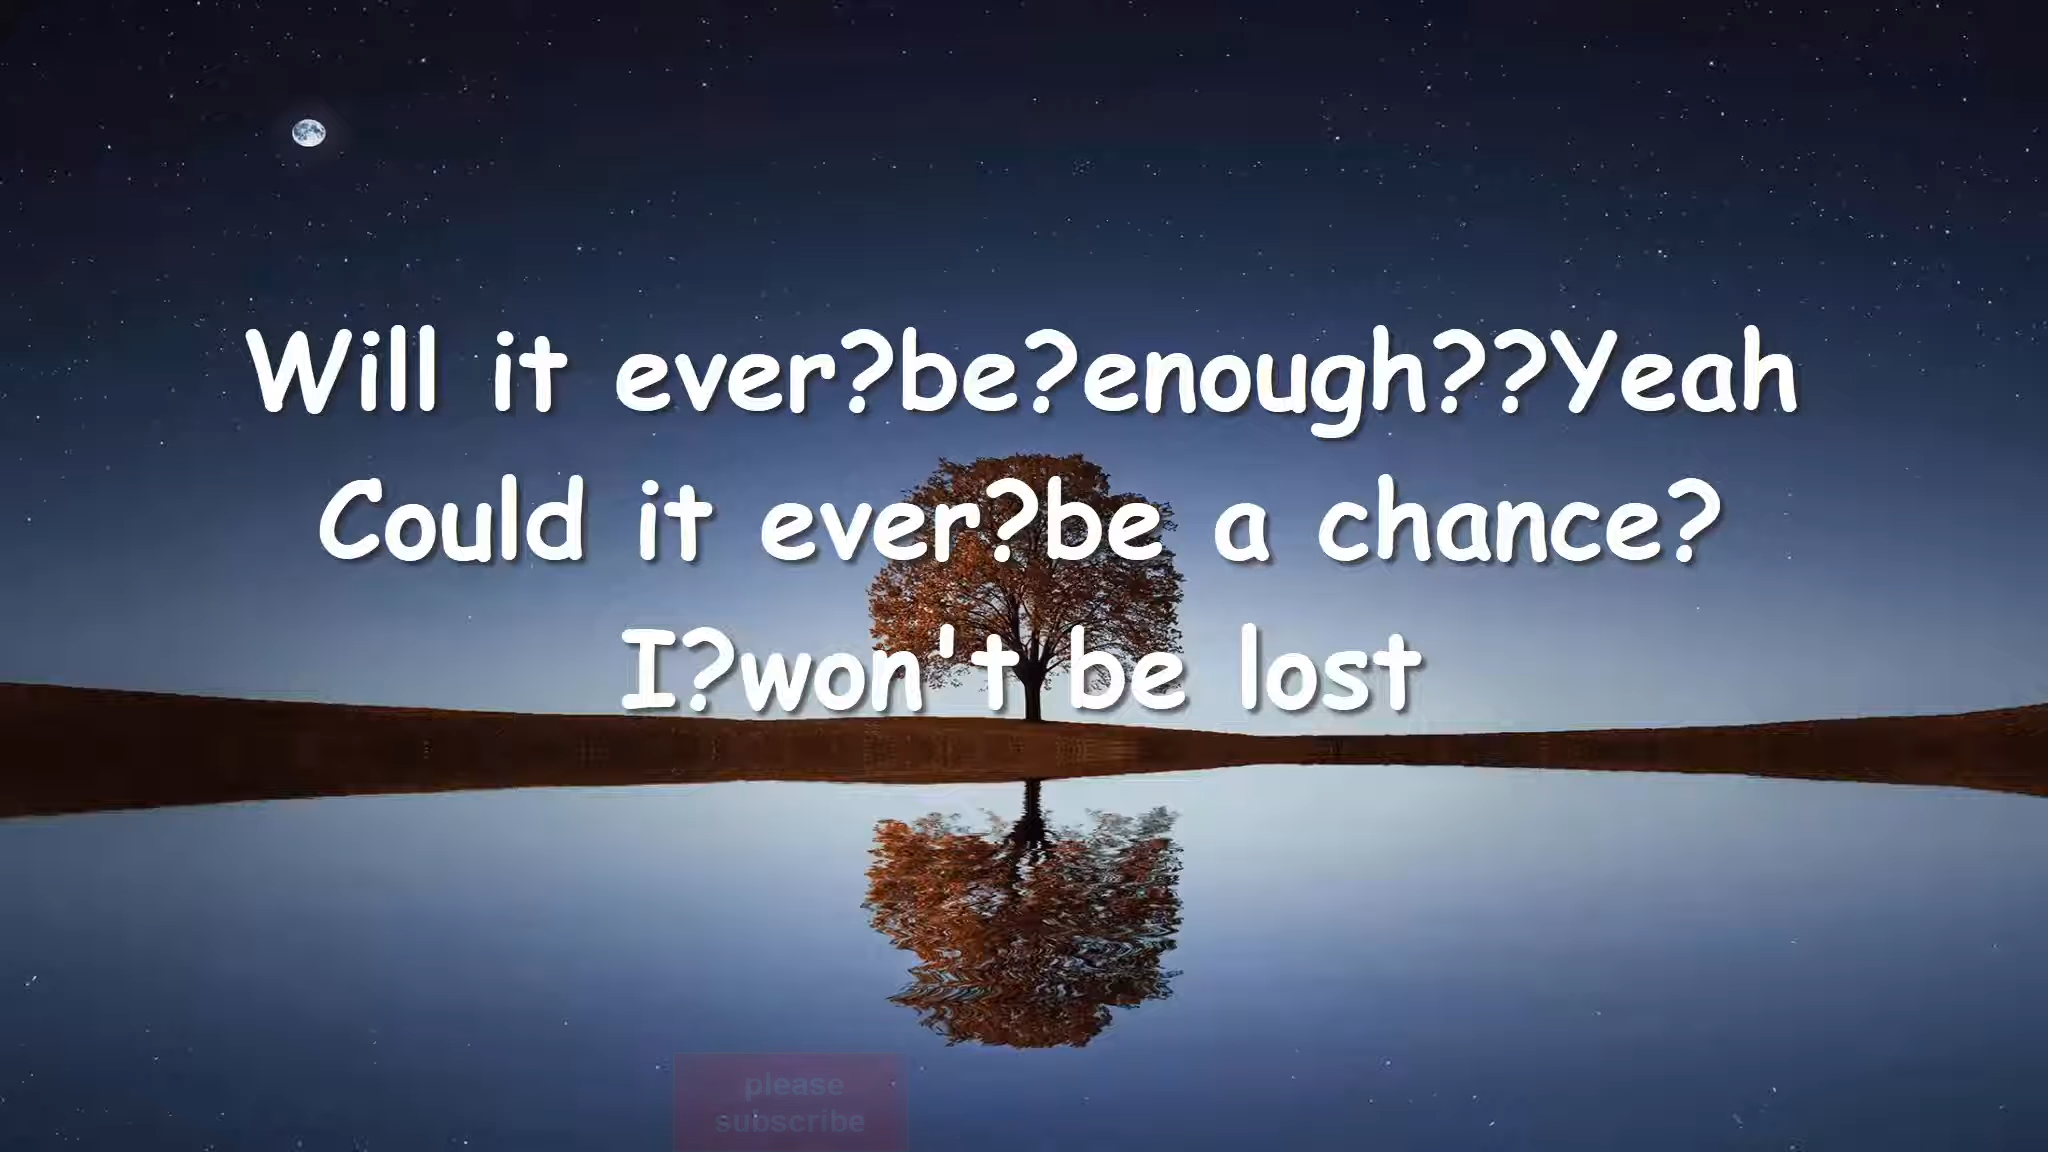 Will it ever?be?enough??Yeah
Could it ever?be a chance?
I?won't be lost
please
subscribe